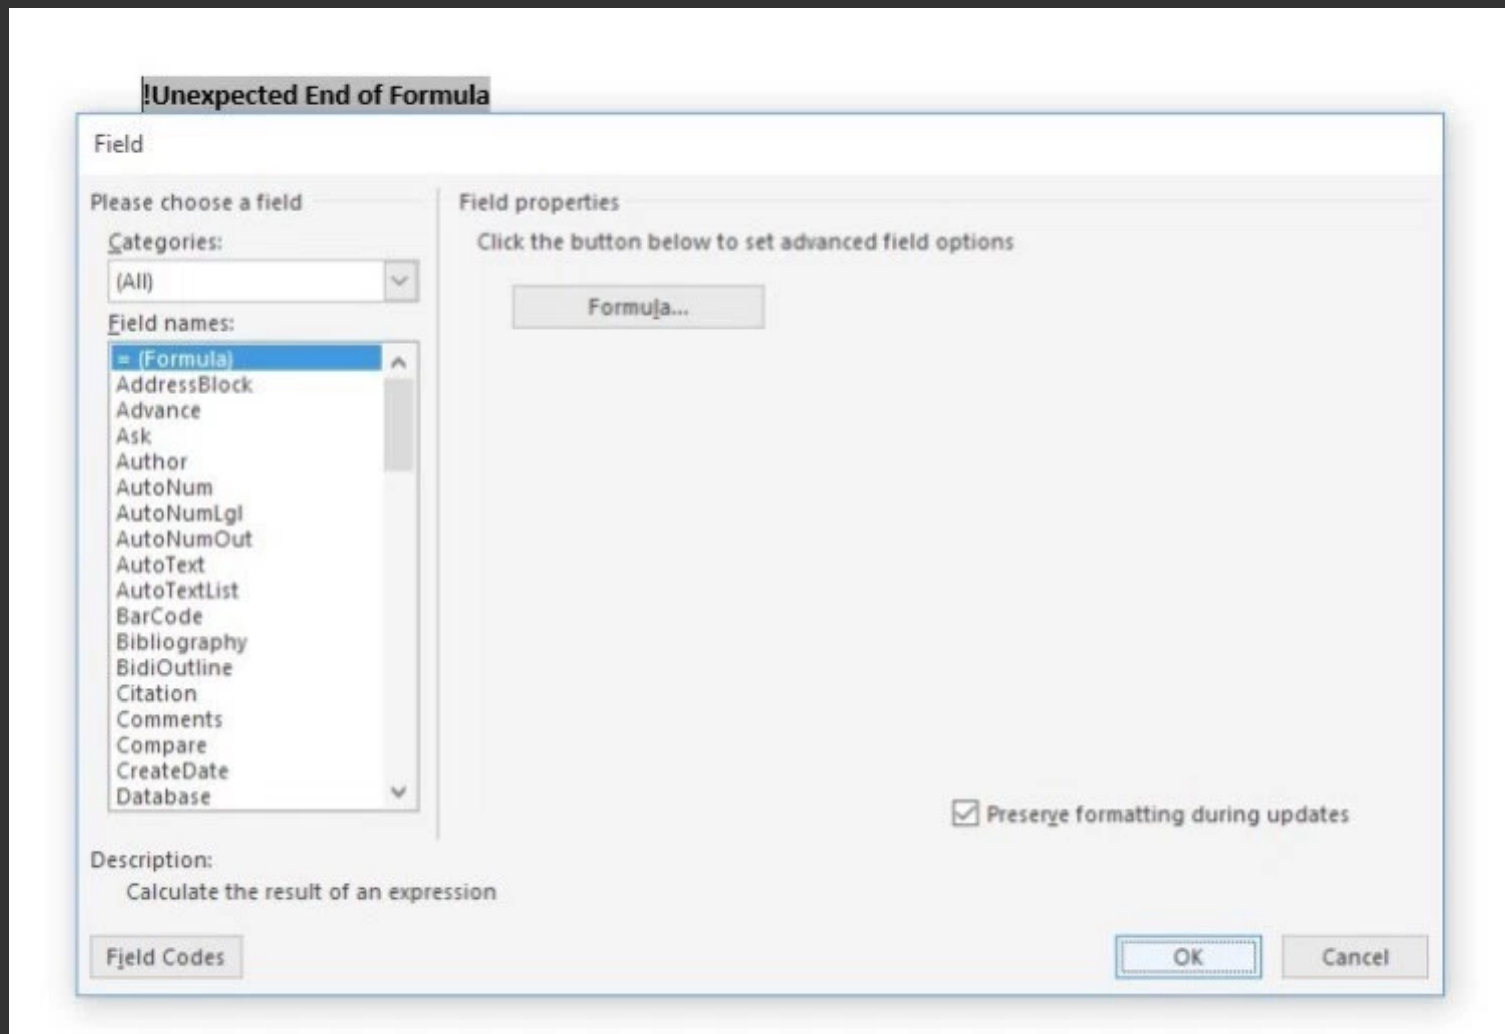 !Unexpected End of Formula
Field
Please choose a field
Categories:
(All)
Field names:
= (Formula)
AddressBlock
Advance
Ask
Author
AutoNum
AutoNumLgl
AutoNumOut
AutoText
AutoTextList
BarCode
Bibliography
BidiOutline
Citation
Comments
Compare
CreateDate
Database
Field properties
Click the button below to set advanced field options
Formula...
Preserve formatting during updates
Description:
Calculate the result of an expression
Field Codes
OK
Cancel